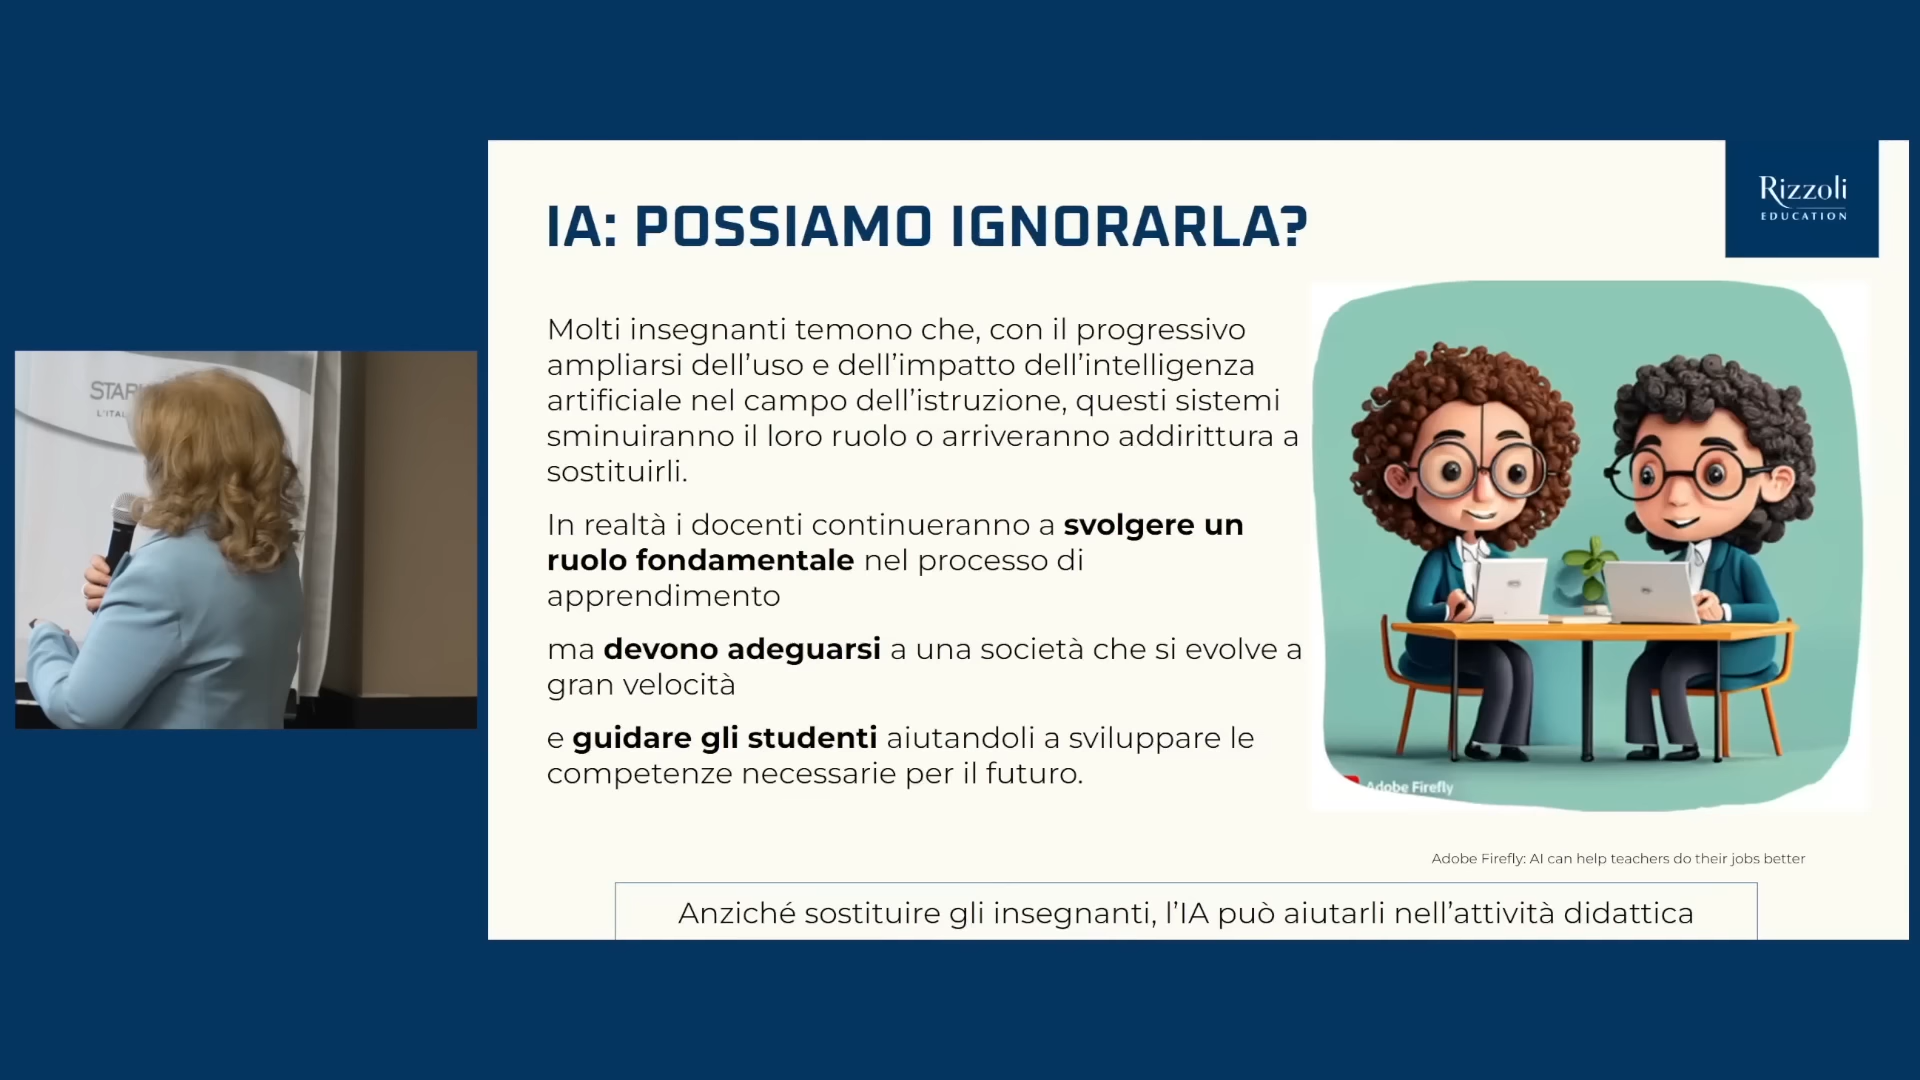 Rizzoli
EDUCATION
IA: POSSIAMO IGNORARLA?
Molti insegnanti temono che, con il progressivo
ampliarsi dell’uso e dell’impatto dell’intelligenza
artificiale nel campo dell’istruzione, questi sistemi
sminuiranno il loro ruolo o arriveranno addirittura a
sostituirli.
In realtà i docenti continueranno a svolgere un
ruolo fondamentale nel processo di
apprendimento
ma devono adeguarsi a una società che si evolve a
gran velocità
e guidare gli studenti aiutandoli a sviluppare le
competenze necessarie per il futuro.
Adobe Firefly
Adobe Firefly: AI can help teachers do their jobs better
Anziché sostituire gli insegnanti, l’IA può aiutarli nell’attività didattica